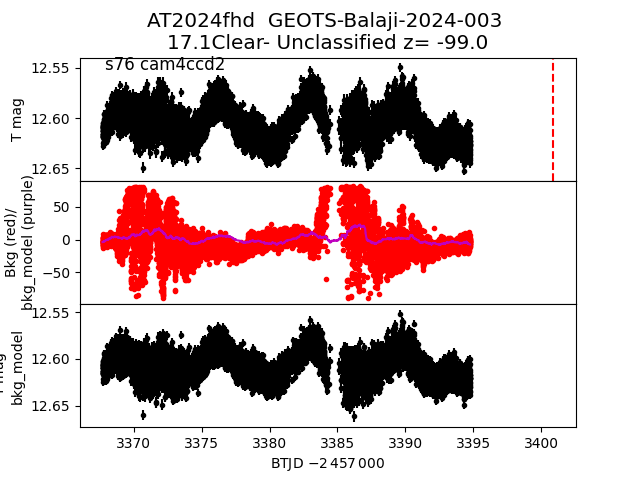 AT2024fhd  GEOTS-Balaji-2024-003
17.1Clear- Unclassified z= -99.0
s76 cam4ccd2
12.55
12.60
12.65
T mag
50
0
−50
Bkg (red)/
bkg_model (purple)
12.55
12.60
12.65
bkg_model
3370
3375
3380
3385
3390
3395
3400
BTJD −2 457 000